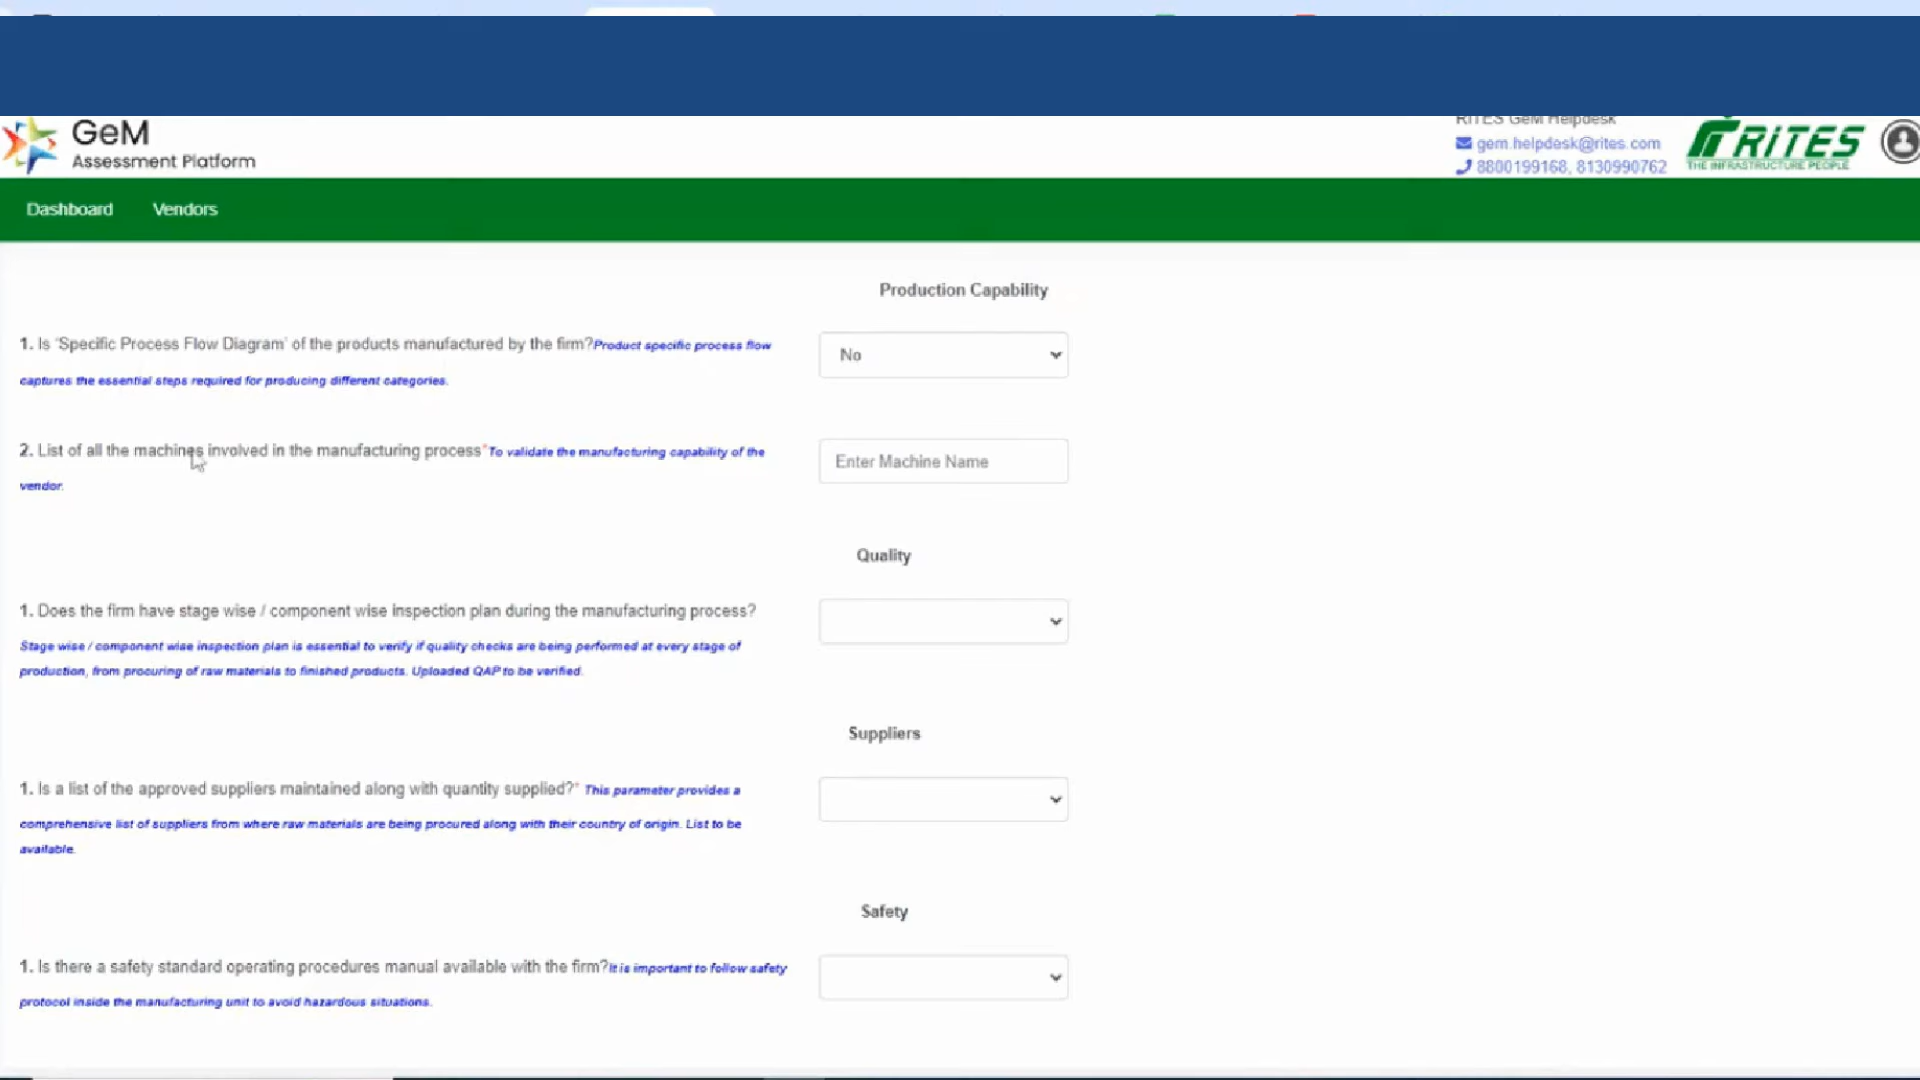 GeM
Assessment Platform
RITES GeM Helpdesk
gem.helpdesk@rites.com
8800199168, 8130990762
RITES
THE INFRASTRUCTURE PEOPLE
Dashboard Vendors
Production Capability
1. Is 'Specific Process Flow Diagram' of the products manufactured by the firm?Product specific process flow
captures the essential steps required for producing different categories.
No
2. List of all the machines involved in the manufacturing process*To validate the manufacturing capability of the
vendor.
Enter Machine Name
Quality
1. Does the firm have stage wise / component wise inspection plan during the manufacturing process?
Stage wise / component wise inspection plan is essential to verify if quality checks are being performed at every stage of
production, from procuring of raw materials to finished products. Uploaded QAP to be verified.
Suppliers
1. Is a list of the approved suppliers maintained along with quantity supplied?* This parameter provides a
comprehensive list of suppliers from where raw materials are being procured along with their country of origin. List to be
available.
Safety
1. Is there a safety standard operating procedures manual available with the firm?It is important to follow safety
protocol inside the manufacturing unit to avoid hazardous situations.